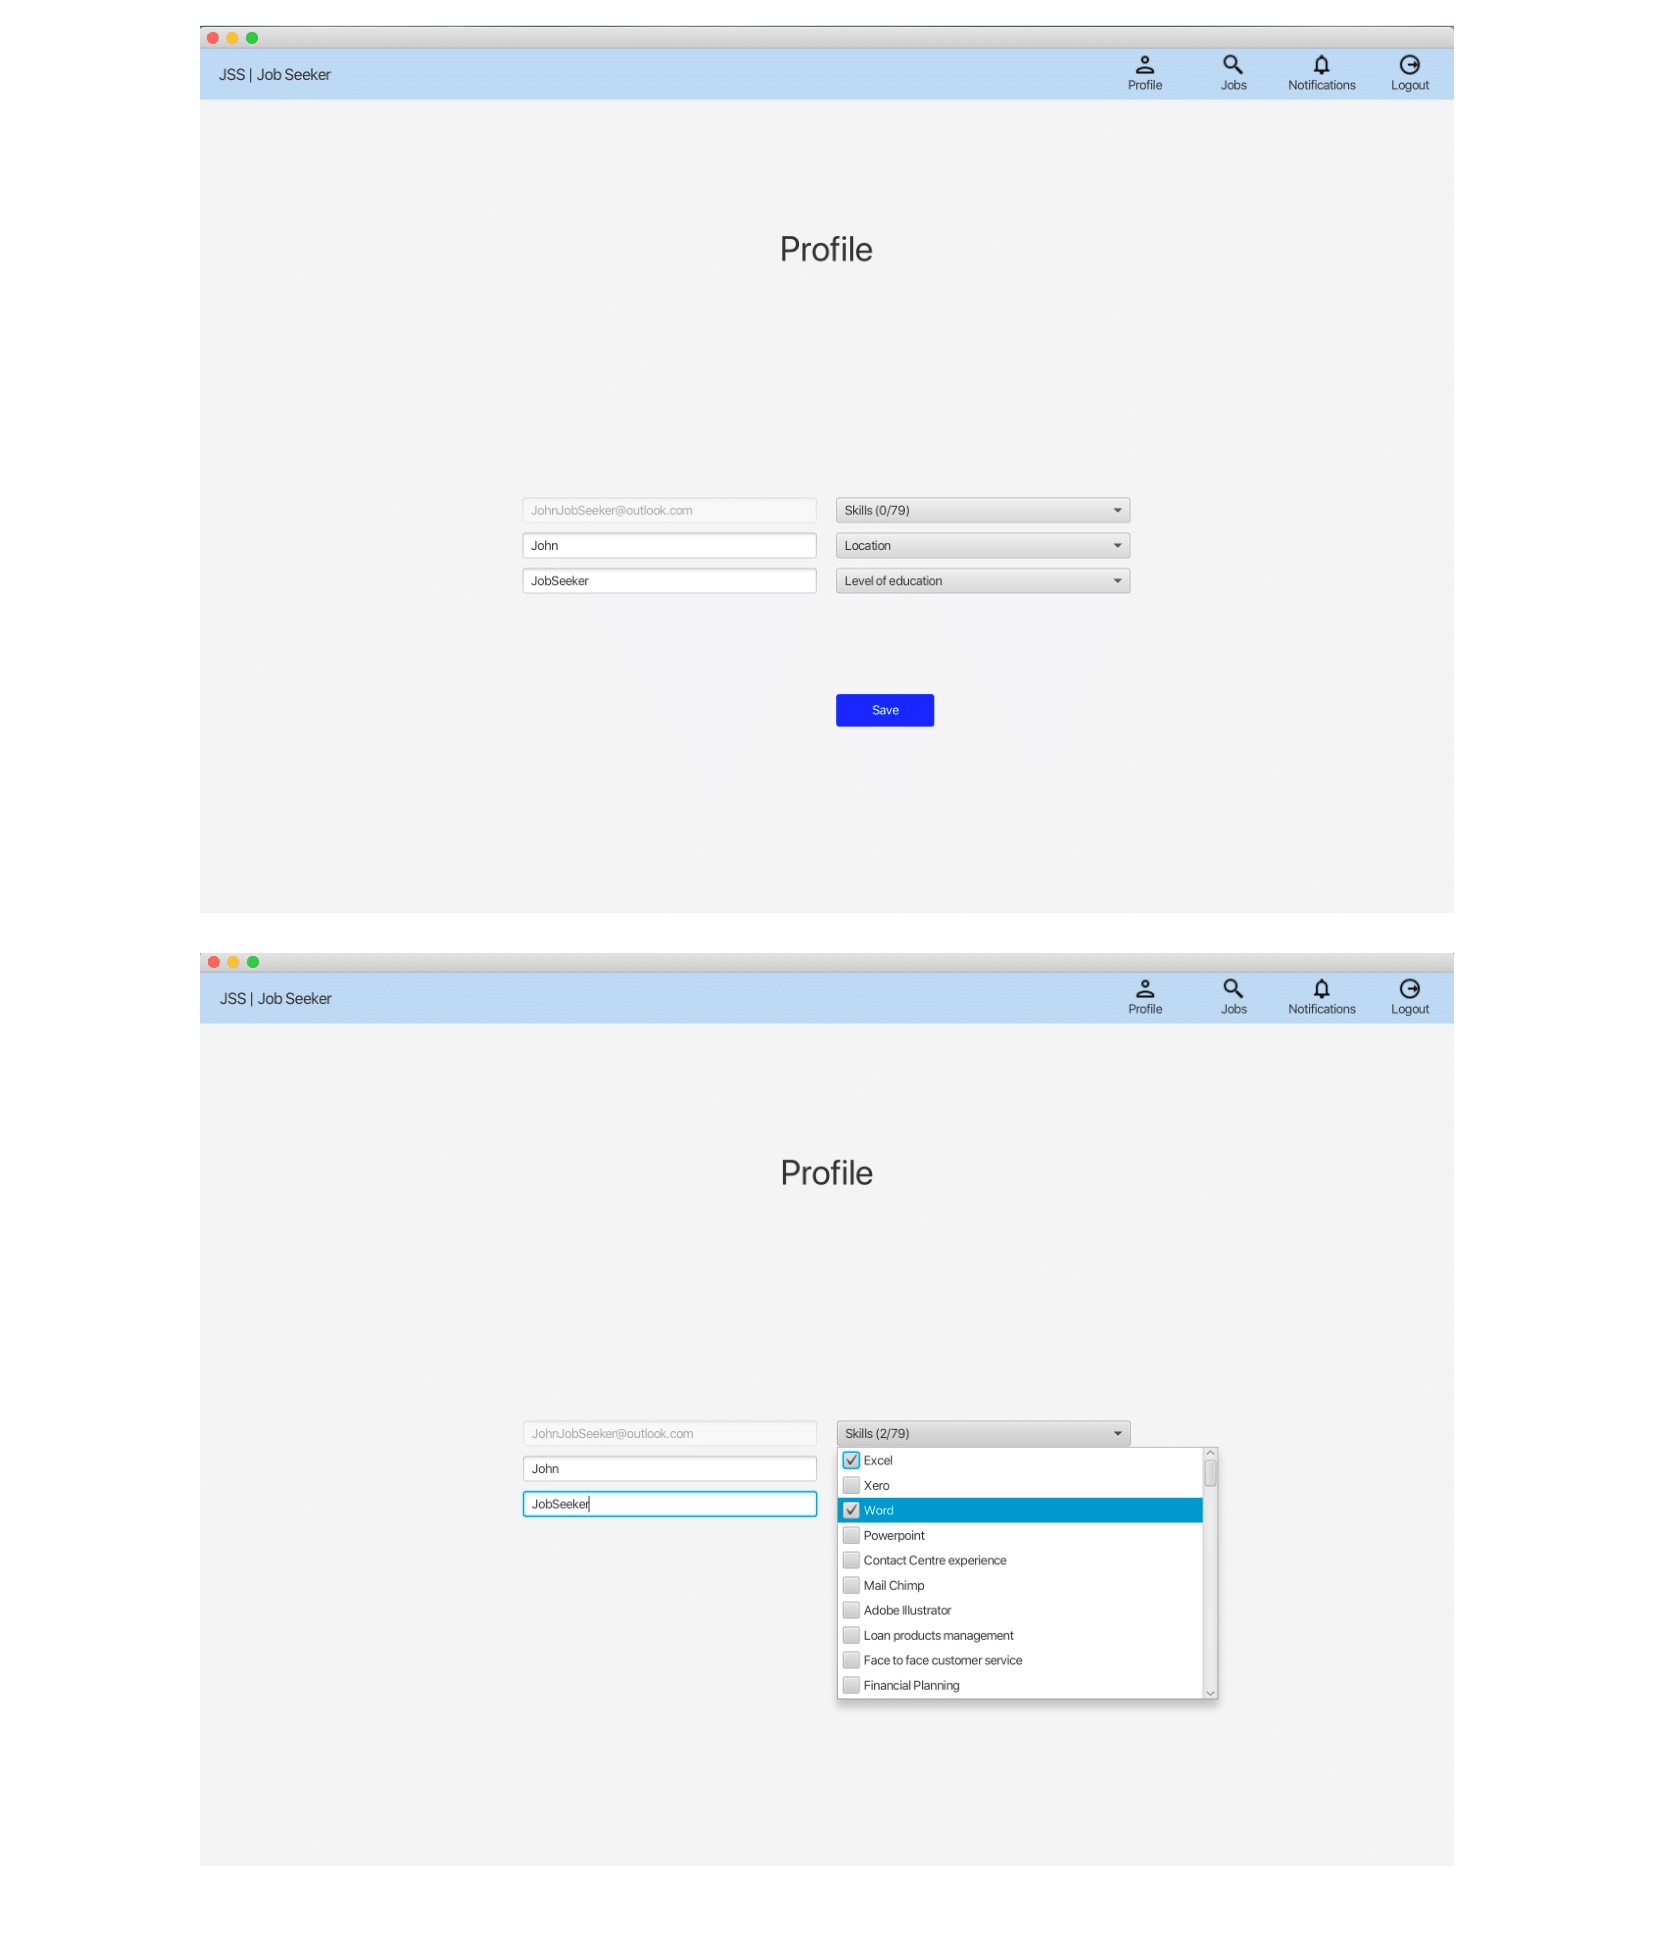 JSS | Job Seeker
Profile
Jobs
Notifications
Logout
Profile
JohnJobSeeker@outlook.com
Skills (0/79)
John
Location
JobSeeker
Level of education
Save
JSS | Job Seeker
Profile
Jobs
Notifications
Logout
Profile
JohnJobSeeker@outlook.com
Skills (2/79)
John
JobSeeker
Excel
Xero
Word
Powerpoint
Contact Centre experience
Mail Chimp
Adobe Illustrator
Loan products management
Face to face customer service
Financial Planning